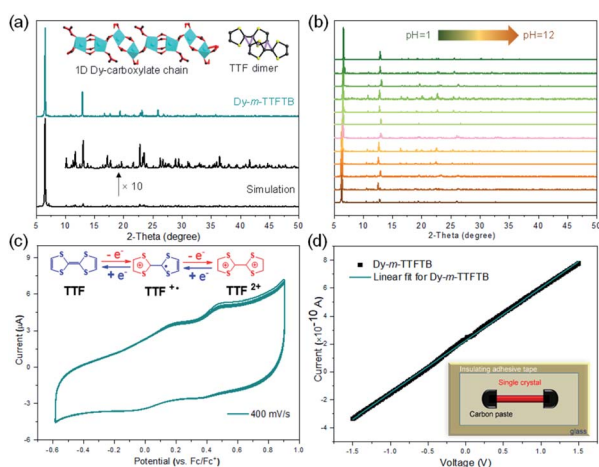 (a)
1D Dy-carboxylate chain
TTF dimer
Dy-m-TTFTB
× 10
Simulation
5 10 15 20 25 30 35 40 45 50
2-Theta (degree)
(b)
pH=1
pH=12
5 10 15 20 25 30 35 40 45 50
2-Theta (degree)
(c)
S S S S
- e⁻
+ e⁻
S S S S
- e⁻
+ e⁻
S S S S
TTF
TTF⁺•
TTF²⁺
Current (μA)
9
6
3
0
-3
-6
400 mV/s
-0.6 -0.4 -0.2 0.0 0.2 0.4 0.6 0.8 1.0
Potential (vs. Fc/Fc⁺)
(d)
Dy-m-TTFTB
Linear fit for Dy-m-TTFTB
Current (×10⁻¹⁰ A)
8
6
4
2
0
-2
-4
Insulating adhesive tape
Single crystal
Carbon paste
glass
-1.5 -1.0 -0.5 0.0 0.5 1.0 1.5
Voltage (V)